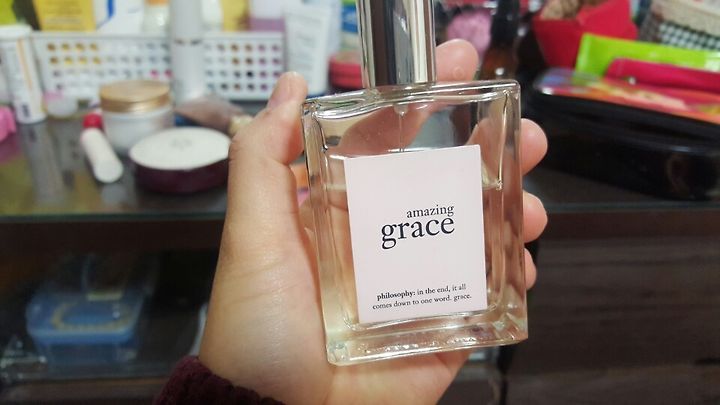 amazing
grace
philosophy: in the end, it all
comes down to one word. grace.